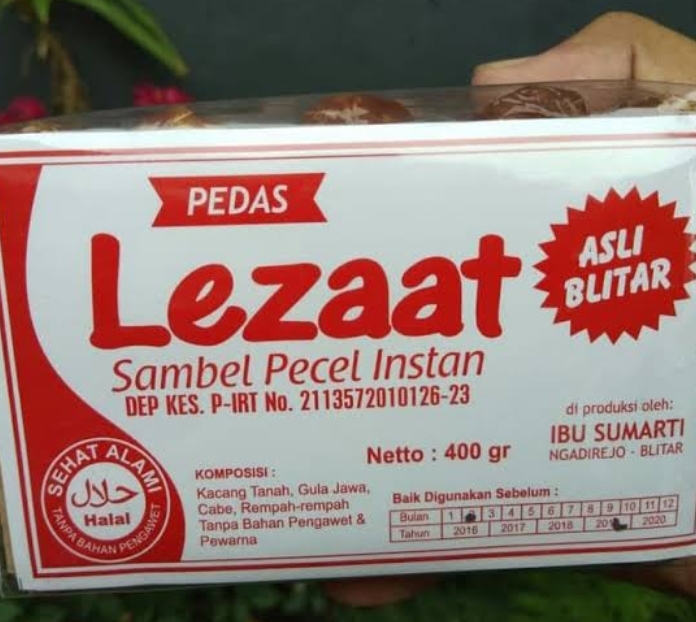 PEDAS
Lezaat
ASLI
BLITAR
Sambel Pecel Instan
DEP KES. P-IRT No. 2113572010126-23
di produksi oleh:
IBU SUMARTI
NGADIREJO - BLITAR
Netto : 400 gr
SEHAT ALAMI
حلال
Halal
TANPA BAHAN PENGAWET
KOMPOSISI :
Kacang Tanah, Gula Jawa,
Cabe, Rempah-rempah
Tanpa Bahan Pengawet &
Pewarna
Baik Digunakan Sebelum :
Bulan 1 3 4 5 6 7 8 9 10 11 12
Tahun 2016 2017 2018 2020